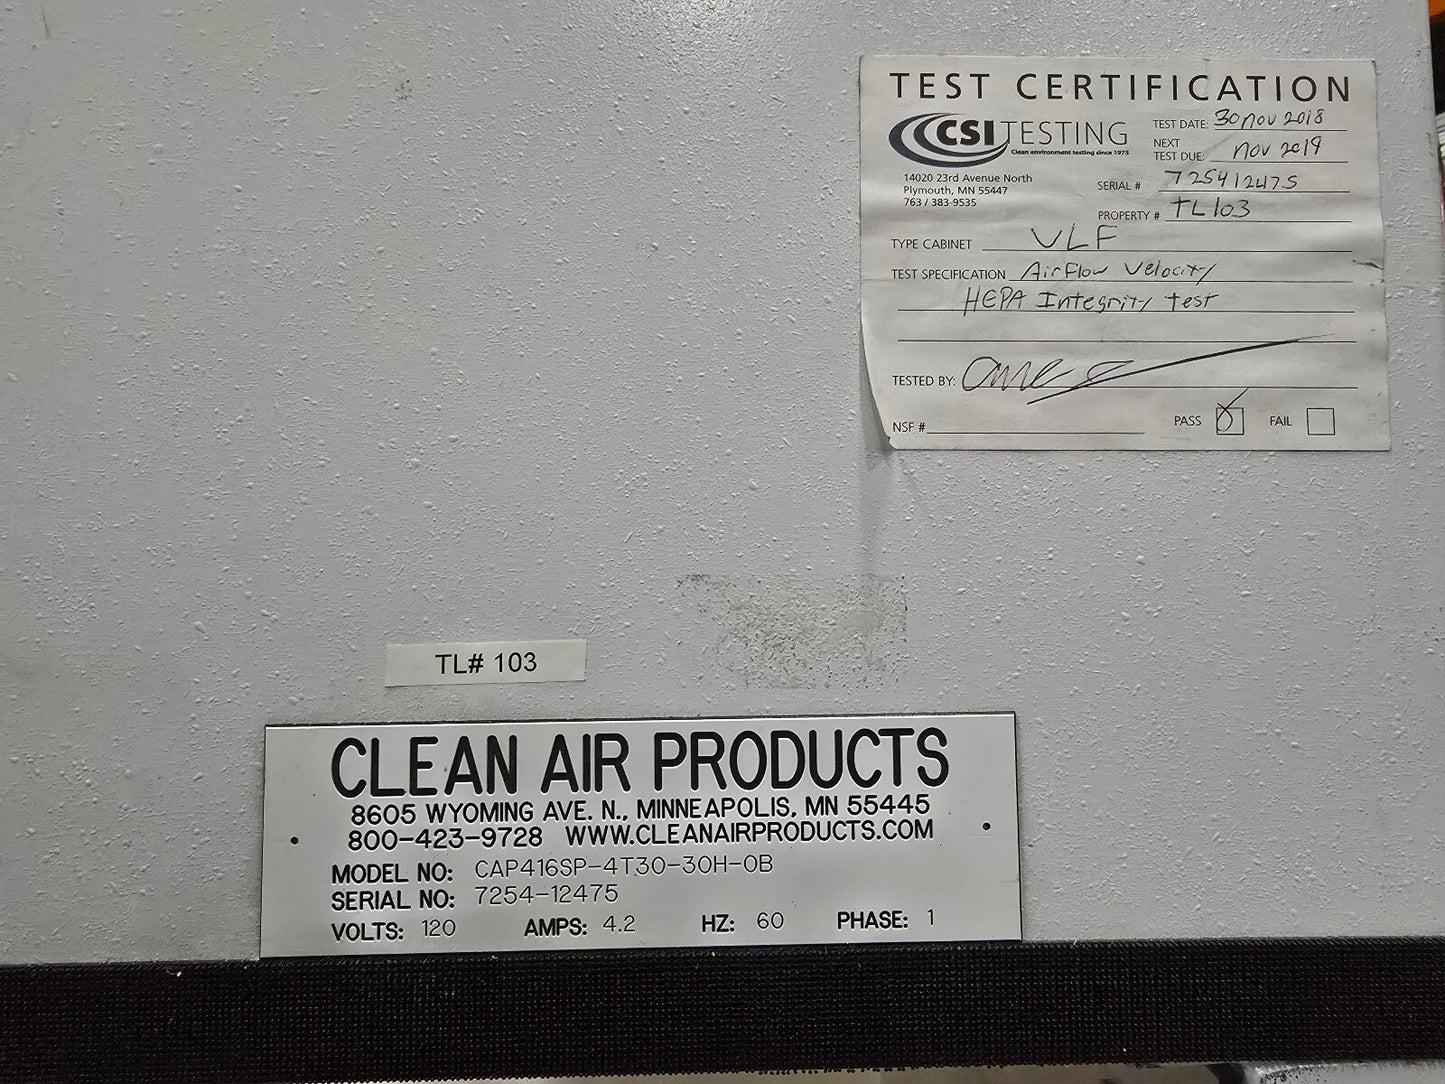 TEST CERTIFICATION
CSI TESTING
Clean environment testing since 1975
14020 23rd Avenue North
Plymouth, MN 55447
763 / 383-9535
TEST DATE: 30 Nov 2018
NEXT
TEST DUE: Nov 2019
SERIAL # 725412475
PROPERTY # TL103
TYPE CABINET VLF
TEST SPECIFICATION AirFlow Velocity
HEPA Integrity test
TESTED BY:
NSF #
PASS
FAIL
TL# 103
CLEAN AIR PRODUCTS
8605 WYOMING AVE. N., MINNEAPOLIS, MN 55445
800-423-9728 WWW.CLEANAIRPRODUCTS.COM
MODEL NO: CAP416SP-4T30-30H-0B
SERIAL NO: 7254-12475
VOLTS: 120 AMPS: 4.2 HZ: 60 PHASE: 1